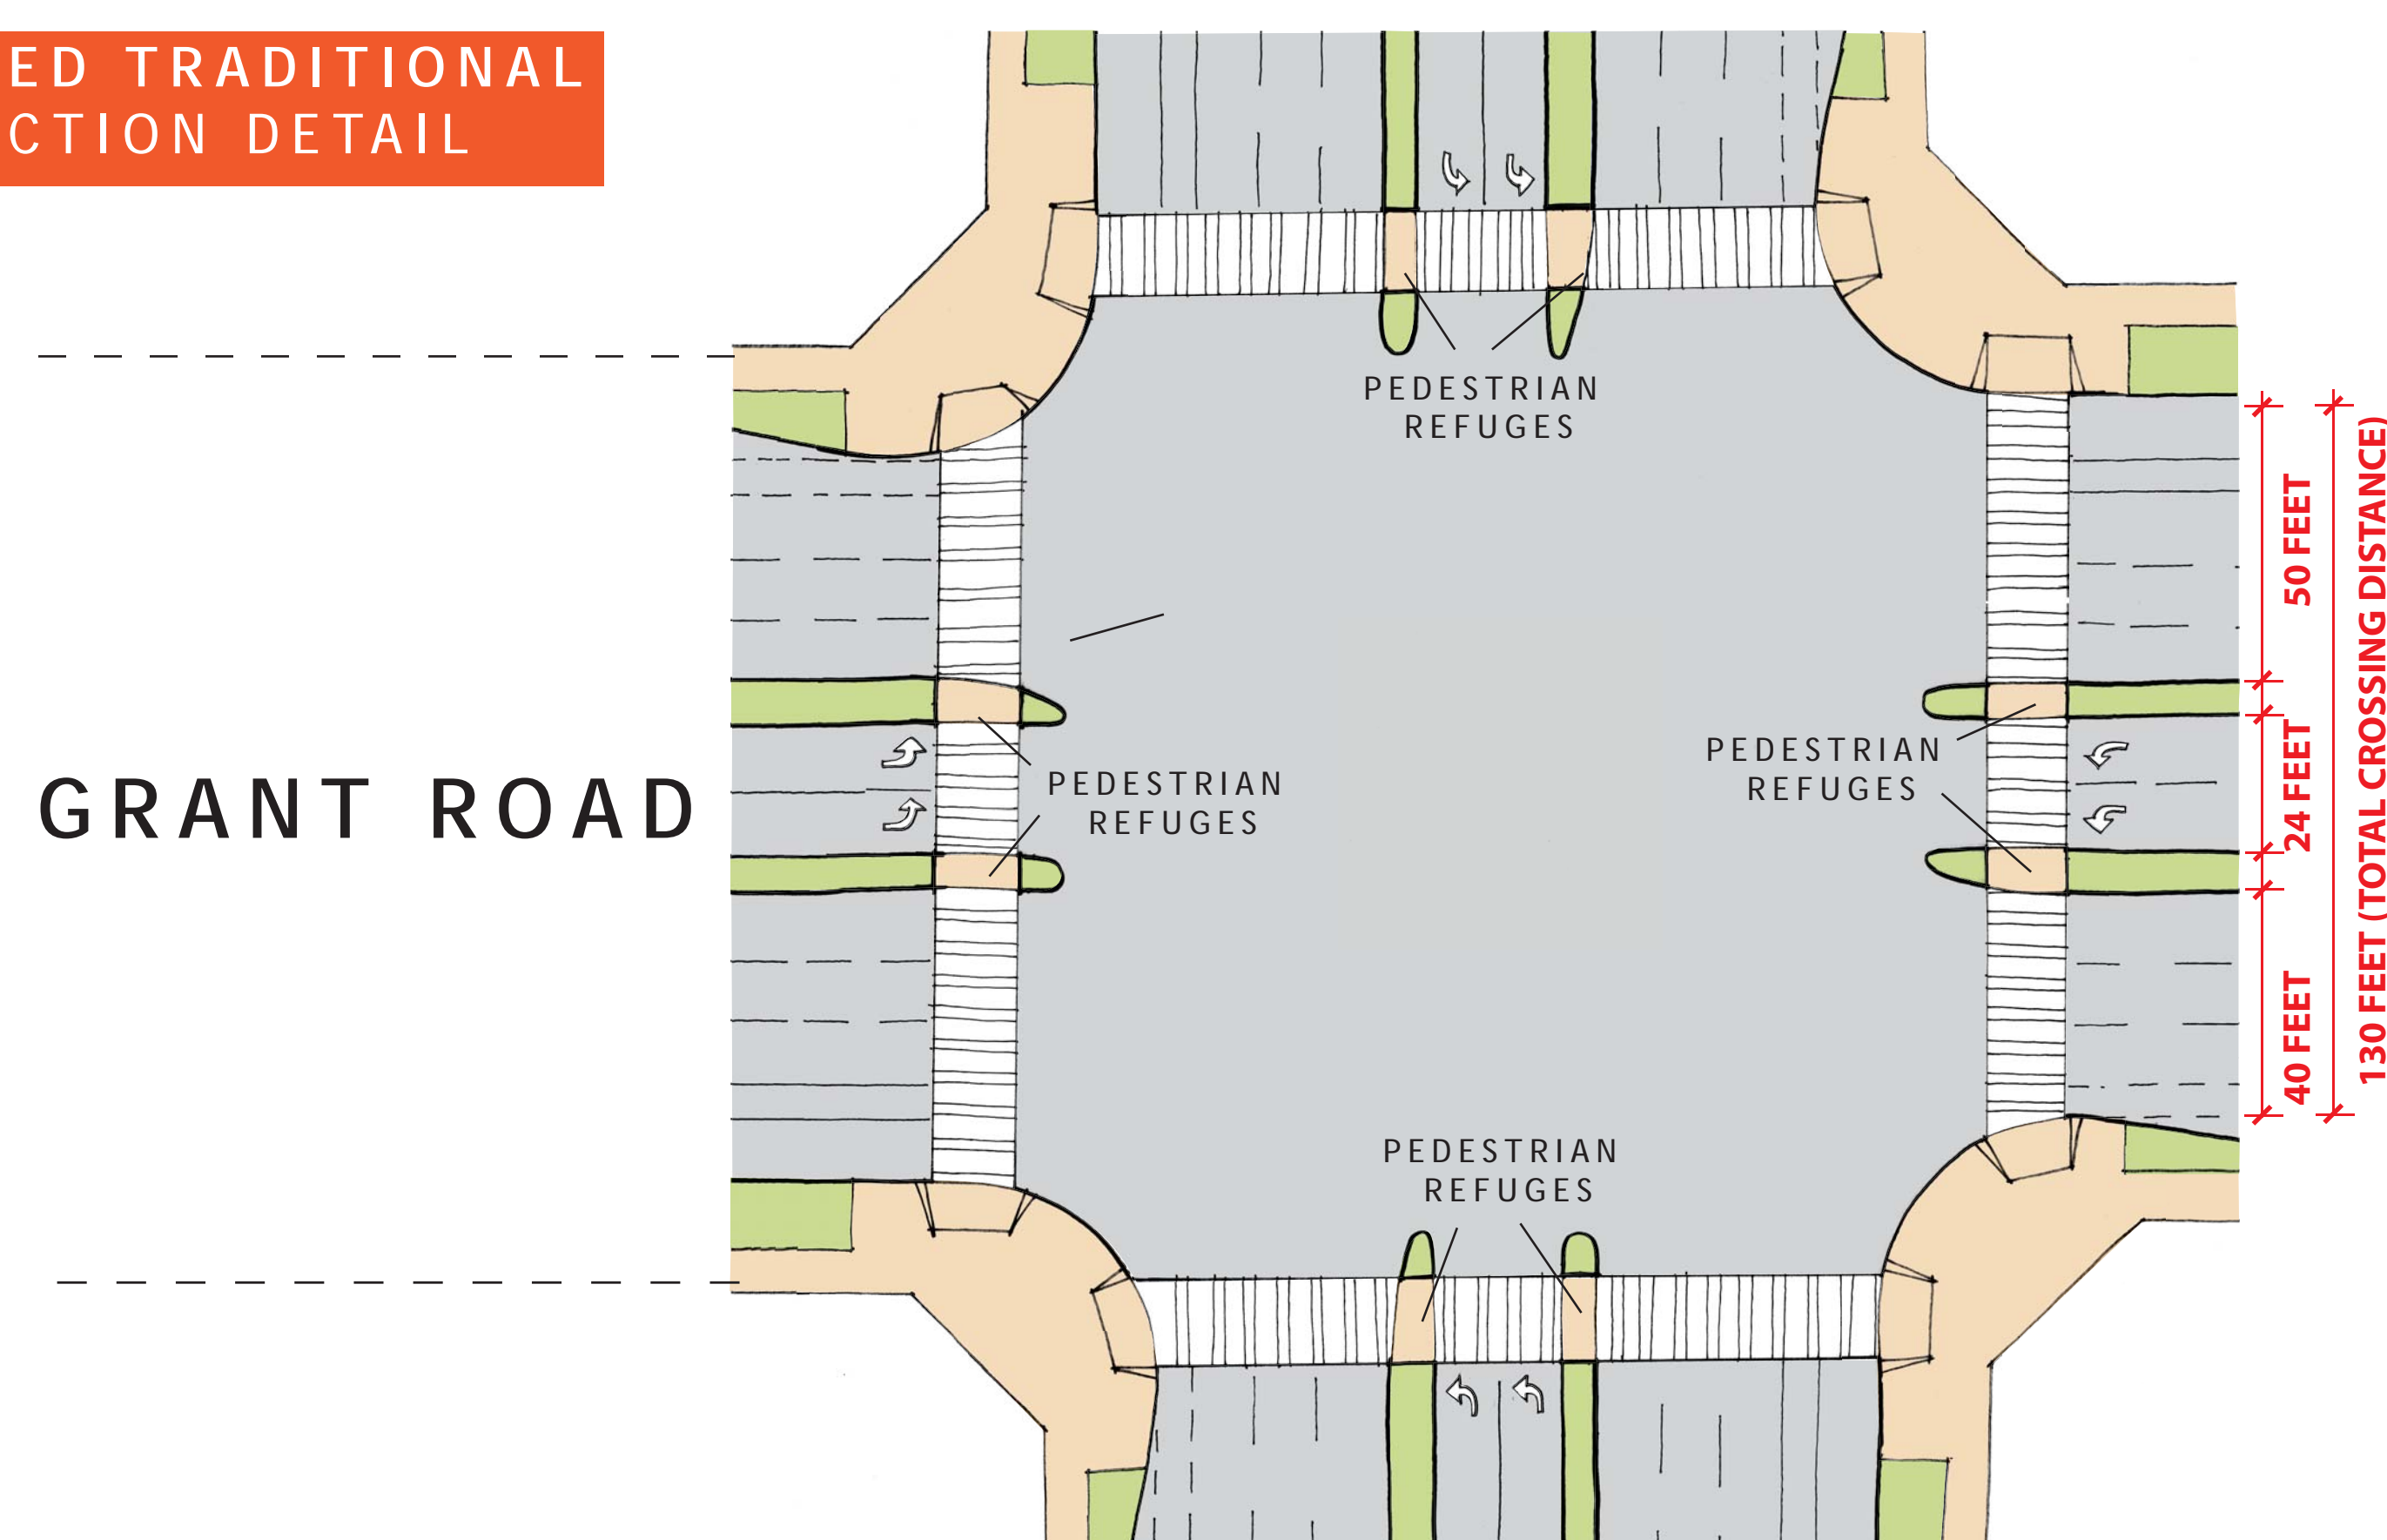 ED TRADITIONAL
CTION DETAIL
PEDESTRIAN
REFUGES
GRANT ROAD
PEDESTRIAN
REFUGES
PEDESTRIAN
REFUGES
PEDESTRIAN
REFUGES
50 FEET
24 FEET
40 FEET
130 FEET (TOTAL CROSSING DISTANCE)